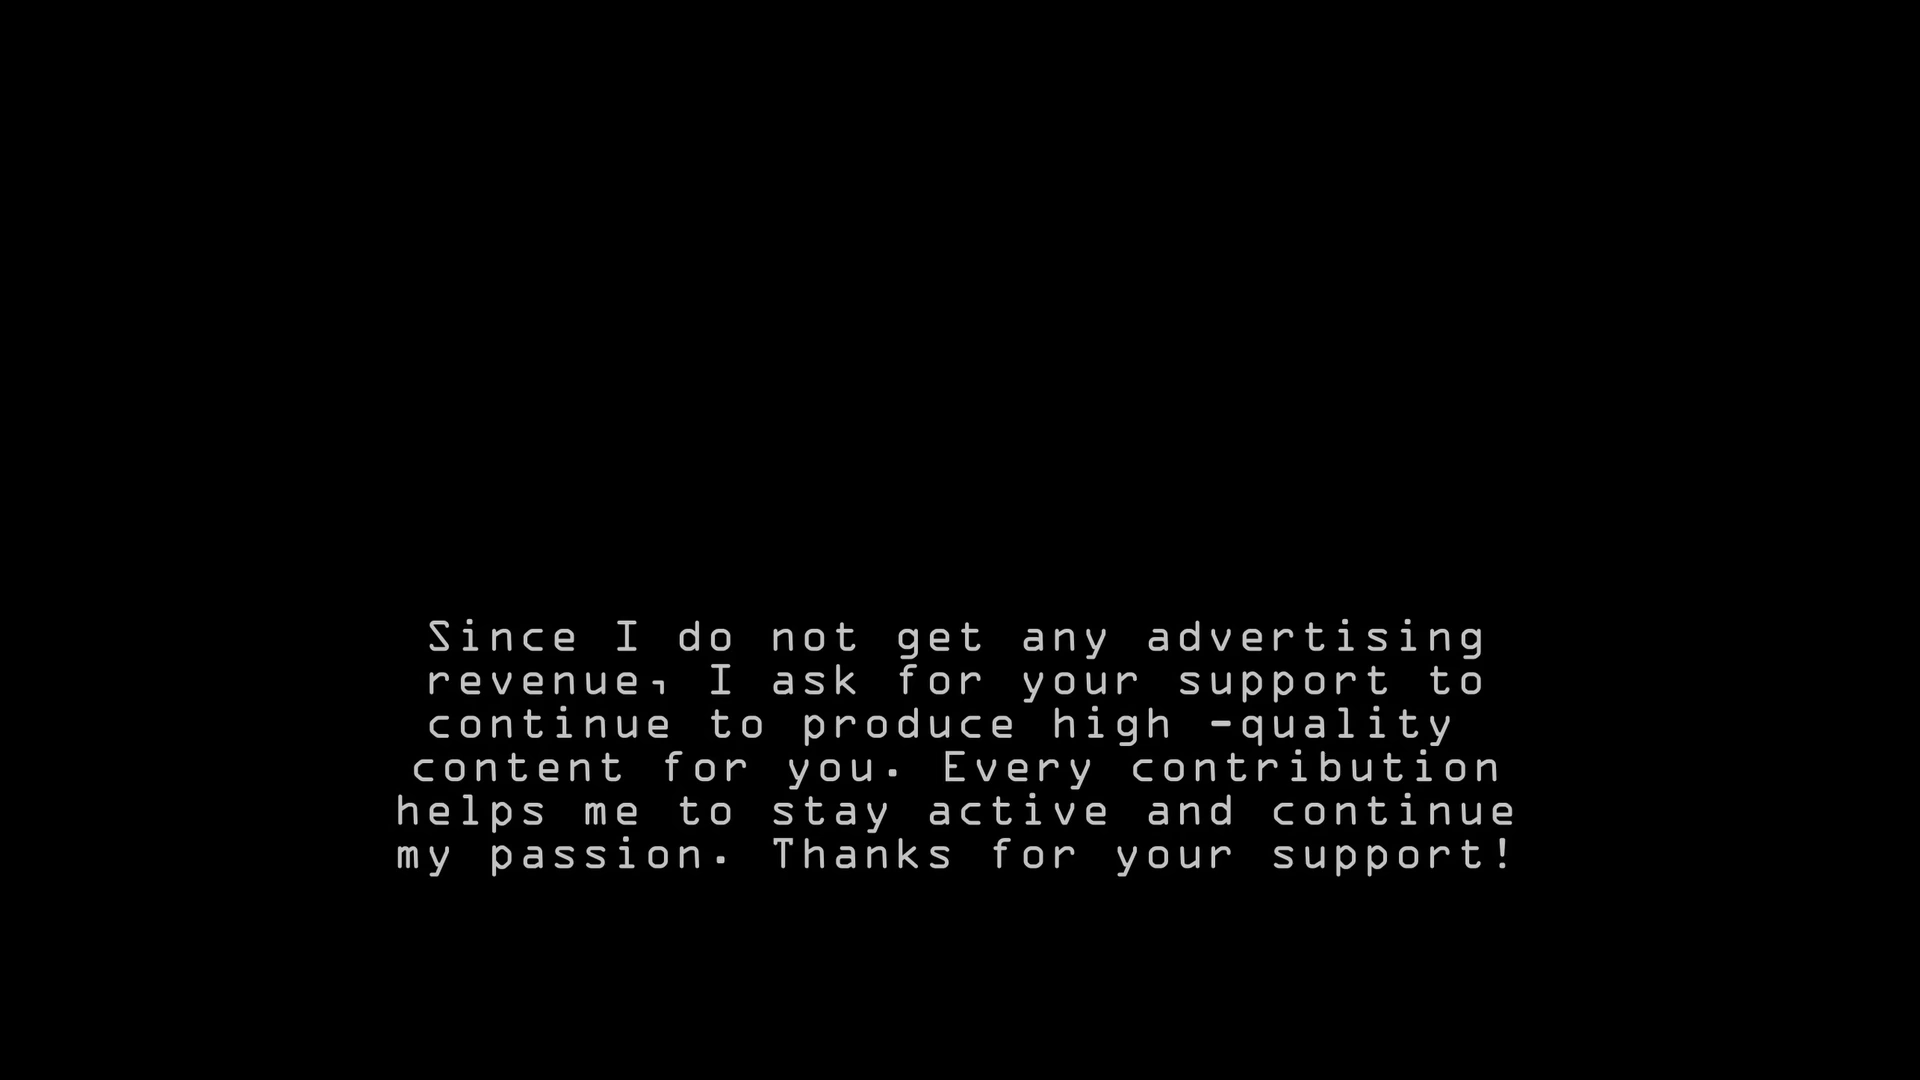 Since I do not get any advertising
revenue, I ask for your support to
continue to produce high -quality
content for you. Every contribution
helps me to stay active and continue
my passion. Thanks for your support!